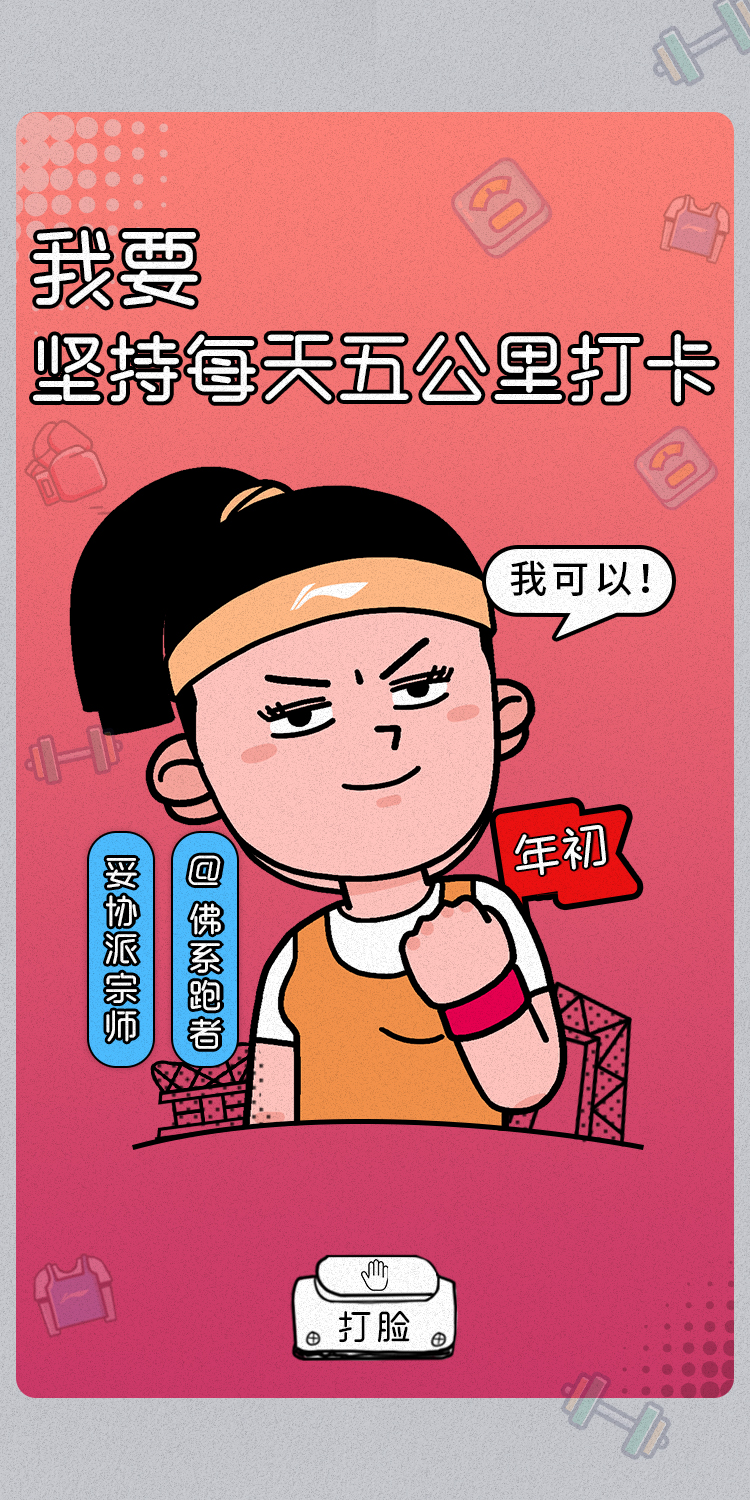 我要
坚持每天五公里打卡
我可以！
年初
@佛系跑者
妥协派宗师
打脸